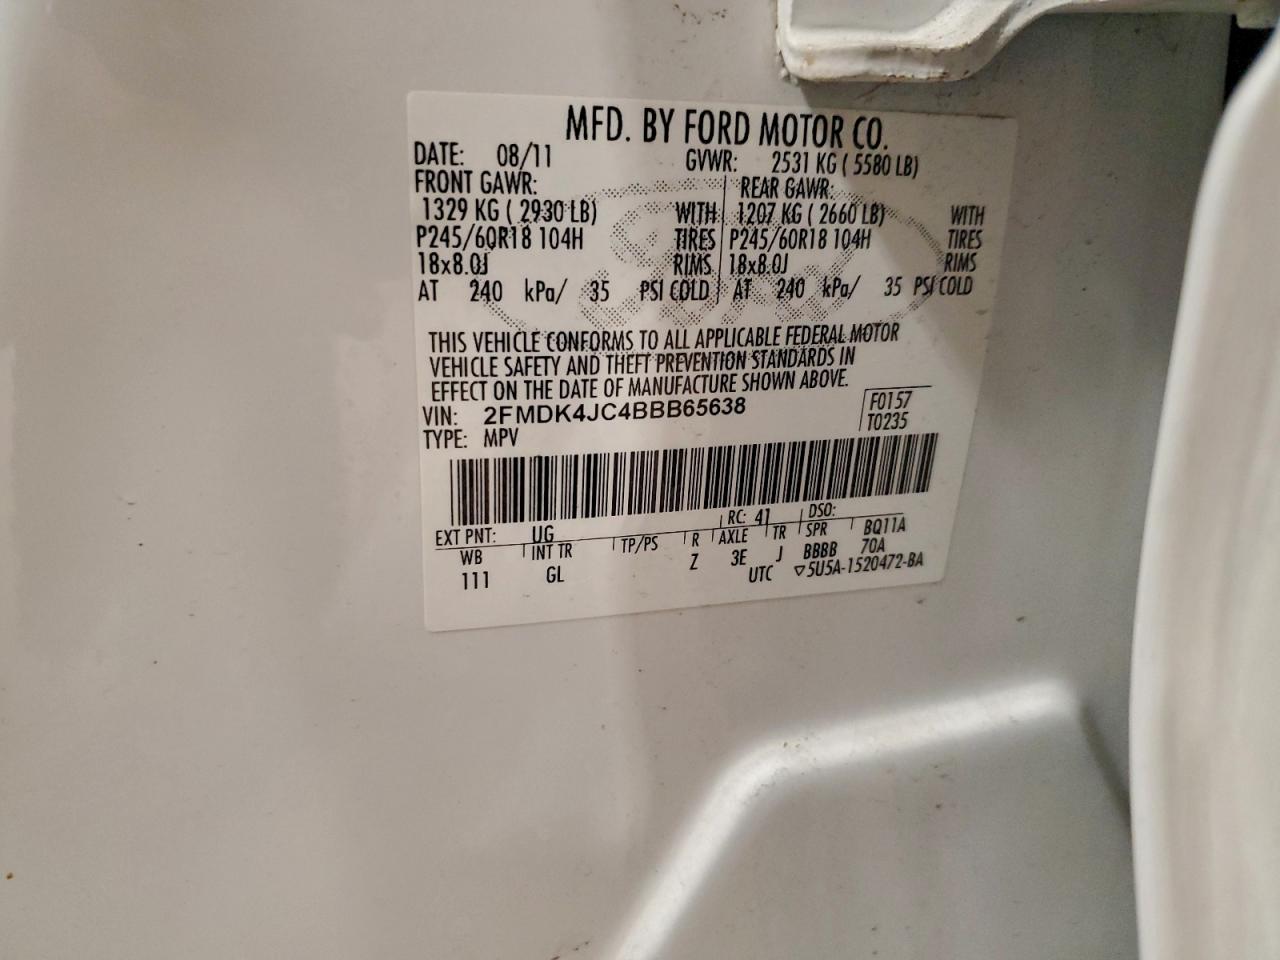 MFD. BY FORD MOTOR CO.
DATE: 08/11 GVWR: 2531 KG ( 5580 LB)
FRONT GAWR: REAR GAWR:
1329 KG ( 2930 LB) WITH 1207 KG ( 2660 LB) WITH
P245/60R18 104H TIRES P245/60R18 104H TIRES
18x8.0J RIMS 18x8.0J RIMS
AT 240 kPa/ 35 PSI COLD AT 240 kPa/ 35 PSI COLD
THIS VEHICLE CONFORMS TO ALL APPLICABLE FEDERAL MOTOR
VEHICLE SAFETY AND THEFT PREVENTION STANDARDS IN
EFFECT ON THE DATE OF MANUFACTURE SHOWN ABOVE.
VIN: 2FMDK4JC4BBB65638 F0157
TYPE: MPV T0235
EXT PNT: UG RC: 41 DSO:
WB INT TR TP/PS R AXLE TR SPR BQ11A
111 GL Z 3E J BBBB 70A
UTC ▽5U5A-1520472-BA